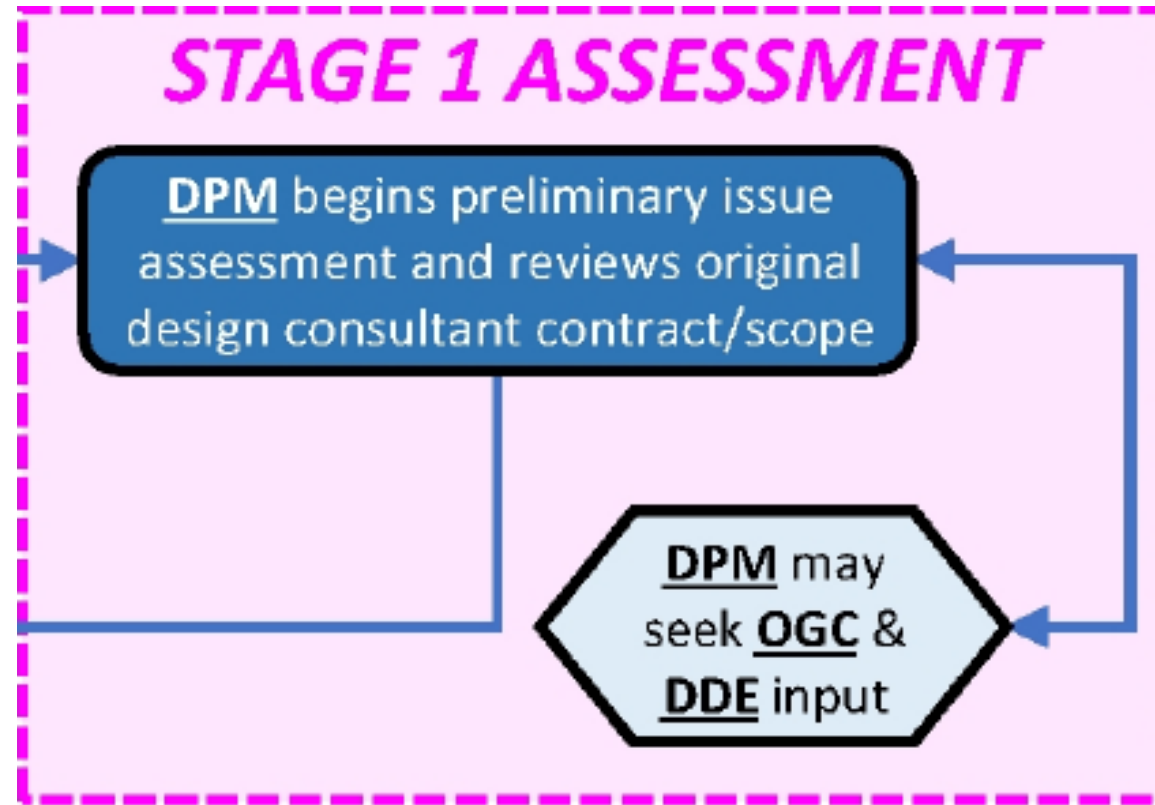 STAGE 1 ASSESSMENT
DPM begins preliminary issue
assessment and reviews original
design consultant contract/scope
DPM may
seek OGC &
DDE input